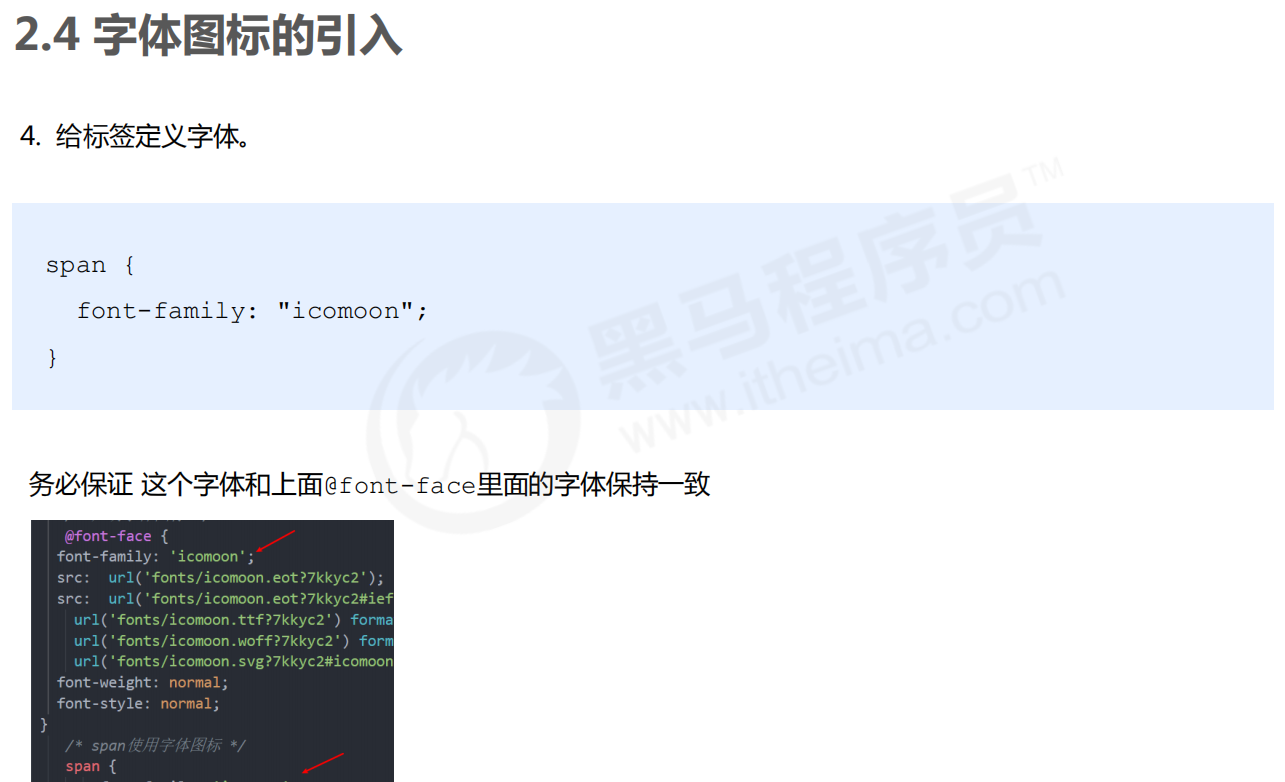 2.4 字体图标的引入
4. 给标签定义字体。
span {
font-family: "icomoon";
}
黑马程序员TM
www.itheima.com
务必保证 这个字体和上面@font-face里面的字体保持一致
@font-face {
font-family: 'icomoon';
src: url('fonts/icomoon.eot?7kkyc2');
src: url('fonts/icomoon.eot?7kkyc2#ief
url('fonts/icomoon.ttf?7kkyc2') forma
url('fonts/icomoon.woff?7kkyc2') form
url('fonts/icomoon.svg?7kkyc2#icomoon
font-weight: normal;
font-style: normal;
}
/* span使用字体图标 */
span {